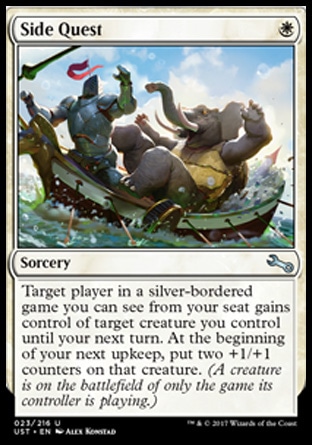 Side Quest
Sorcery
Target player in a silver-bordered
game you can see from your seat gains
control of target creature you control
until your next turn. At the beginning
of your next upkeep, put two +1/+1
counters on that creature. (A creature
is on the battlefield of only the game its
controller is playing.)
023/216 U
UST • EN Alex Konstad
™ & © 2017 Wizards of the Coast